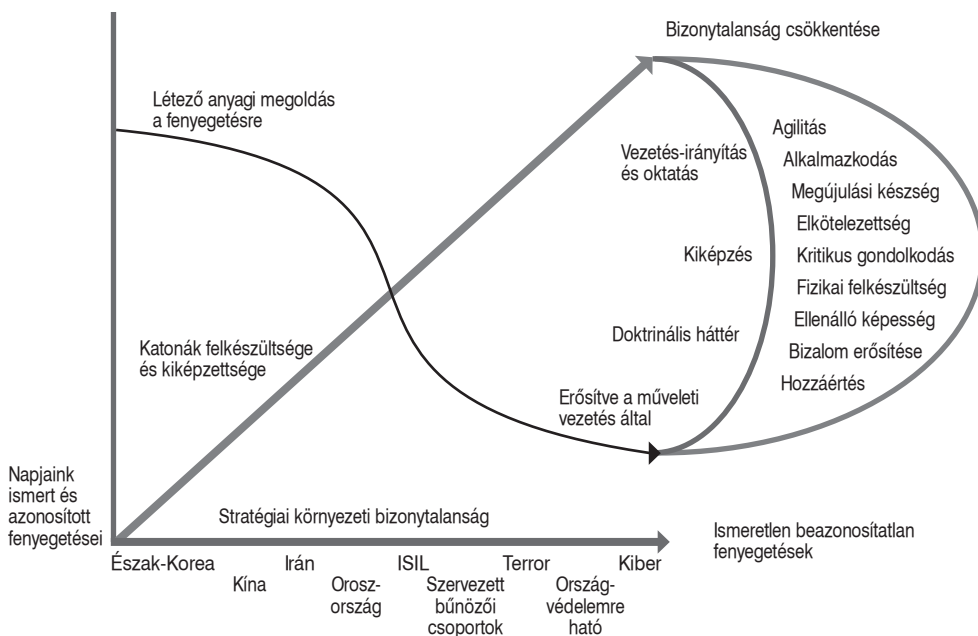 Bizonytalanság csökkentése
Létező anyagi megoldás
a fenyegetésre
Vezetés-irányítás
és oktatás
Kiképzés
Doktrinális háttér
Agilitás
Alkalmazkodás
Megújulási készség
Elkötelezettség
Kritikus gondolkodás
Fizikai felkészültség
Ellenálló képesség
Bizalom erősítése
Hozzáértés
Katonák felkészültsége
és kiképzettsége
Erősítve a műveleti
vezetés által
Napjaink
ismert és
azonosított
fenyegetései
Stratégiai környezeti bizonytalanság
Ismeretlen beazonosítatlan
fenyegetések
Észak-Korea
Kína
Irán
Orosz-
ország
ISIL
Szervezett
bűnözői
csoportok
Terror
Ország-
védelemre
ható
Kiber